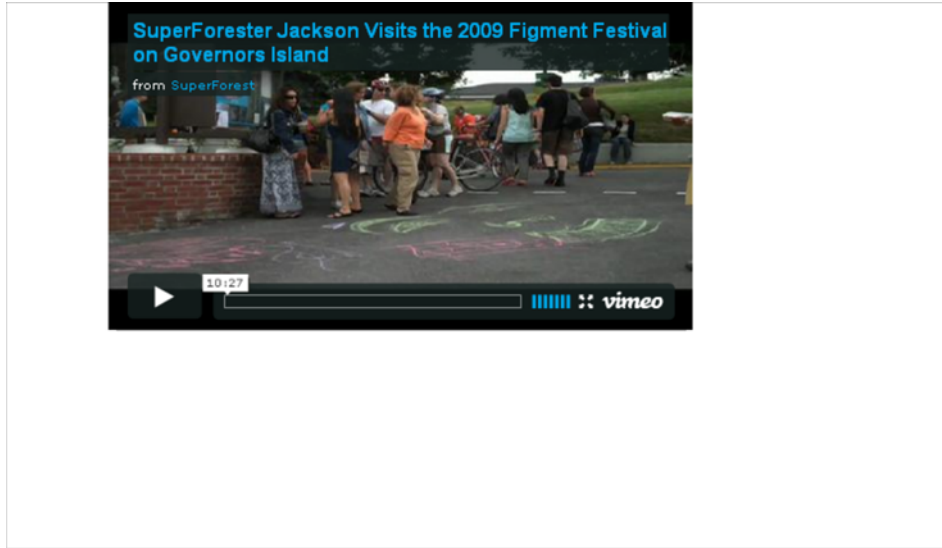 SuperForester Jackson Visits the 2009 Figment Festival
on Governors Island
from SuperForest
10:27
vimeo